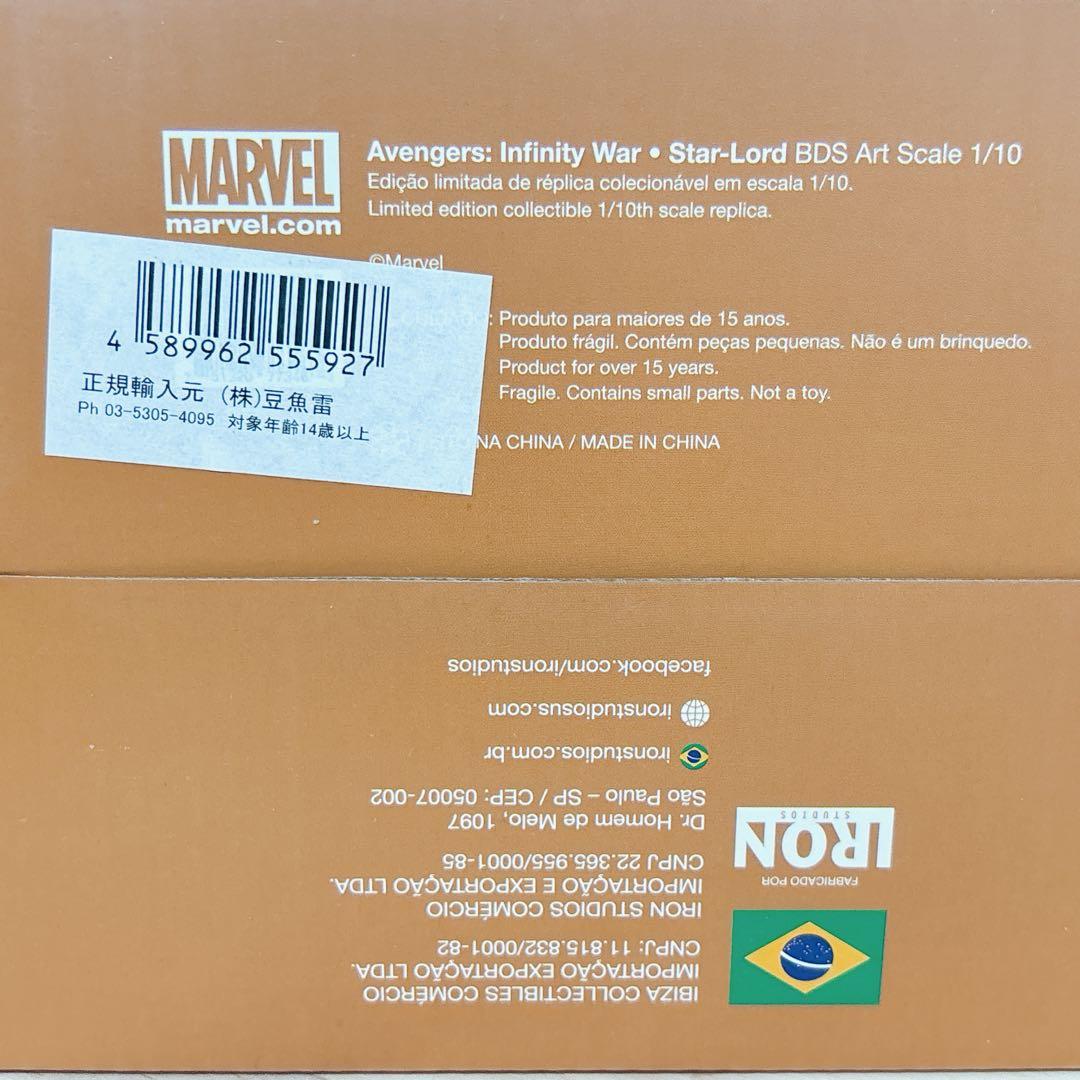 MARVEL
marvel.com
Avengers: Infinity War • Star-Lord BDS Art Scale 1/10
Edição limitada de réplica colecionável em escala 1/10.
Limited edition collectible 1/10th scale replica.
©Marvel
4 589962 555927
正規輸入元 (株)豆魚雷
Ph 03-5305-4095 対象年齢14歳以上
: Produto para maiores de 15 anos.
Produto frágil. Contém peças pequenas. Não é um brinquedo.
Product for over 15 years.
Fragile. Contains small parts. Not a toy.
NA CHINA / MADE IN CHINA
IBIZA COLLECTIBLES COMÉRCIO
IMPORTAÇÃO EXPORTAÇÃO LTDA.
CNPJ: 11.815.832/0001-82
IRON STUDIOS COMÉRCIO
IMPORTAÇÃO E EXPORTAÇÃO LTDA.
CNPJ 22.365.955/0001-85
Dr. Homem de Melo, 1097
São Paulo – SP / CEP: 05007-002
ironstudios.com.br
ironstudiosus.com
facebook.com/ironstudios
FABRICADO POR
IRON
STUDIOS